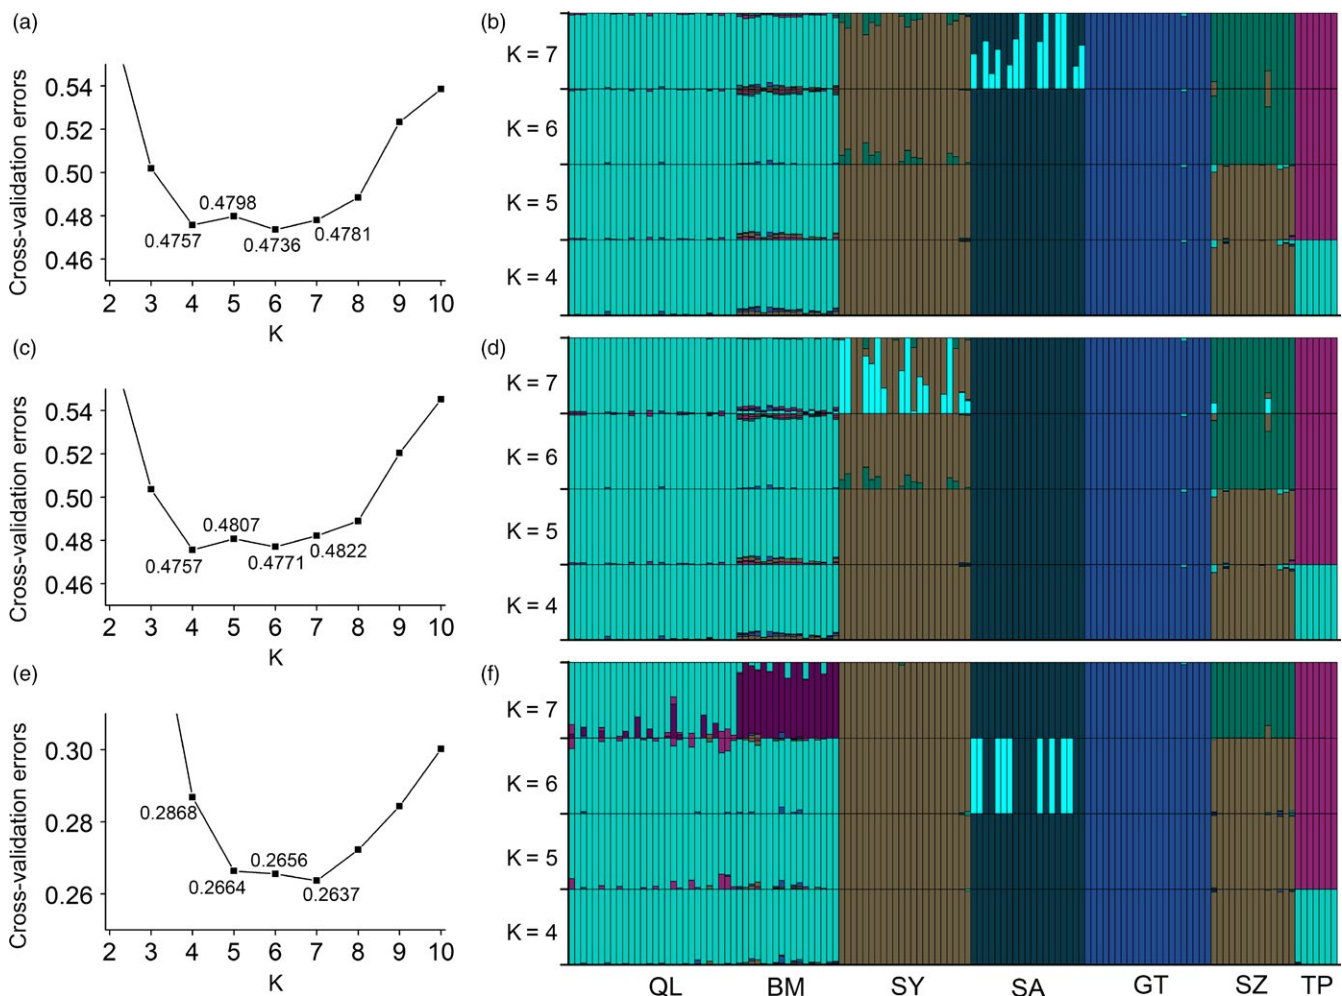 (a)
Cross-validation errors
0.54
0.52
0.50
0.48
0.46
0.4798
0.4757
0.4736
0.4781
2 3 4 5 6 7 8 9 10
K
(b)
K = 7
K = 6
K = 5
K = 4
(c)
Cross-validation errors
0.54
0.52
0.50
0.48
0.46
0.4807
0.4757
0.4771
0.4822
2 3 4 5 6 7 8 9 10
K
(d)
K = 7
K = 6
K = 5
K = 4
(e)
Cross-validation errors
0.30
0.28
0.26
0.2868
0.2656
0.2664
0.2637
2 3 4 5 6 7 8 9 10
K
(f)
K = 7
K = 6
K = 5
K = 4
QL BM SY SA GT SZ TP